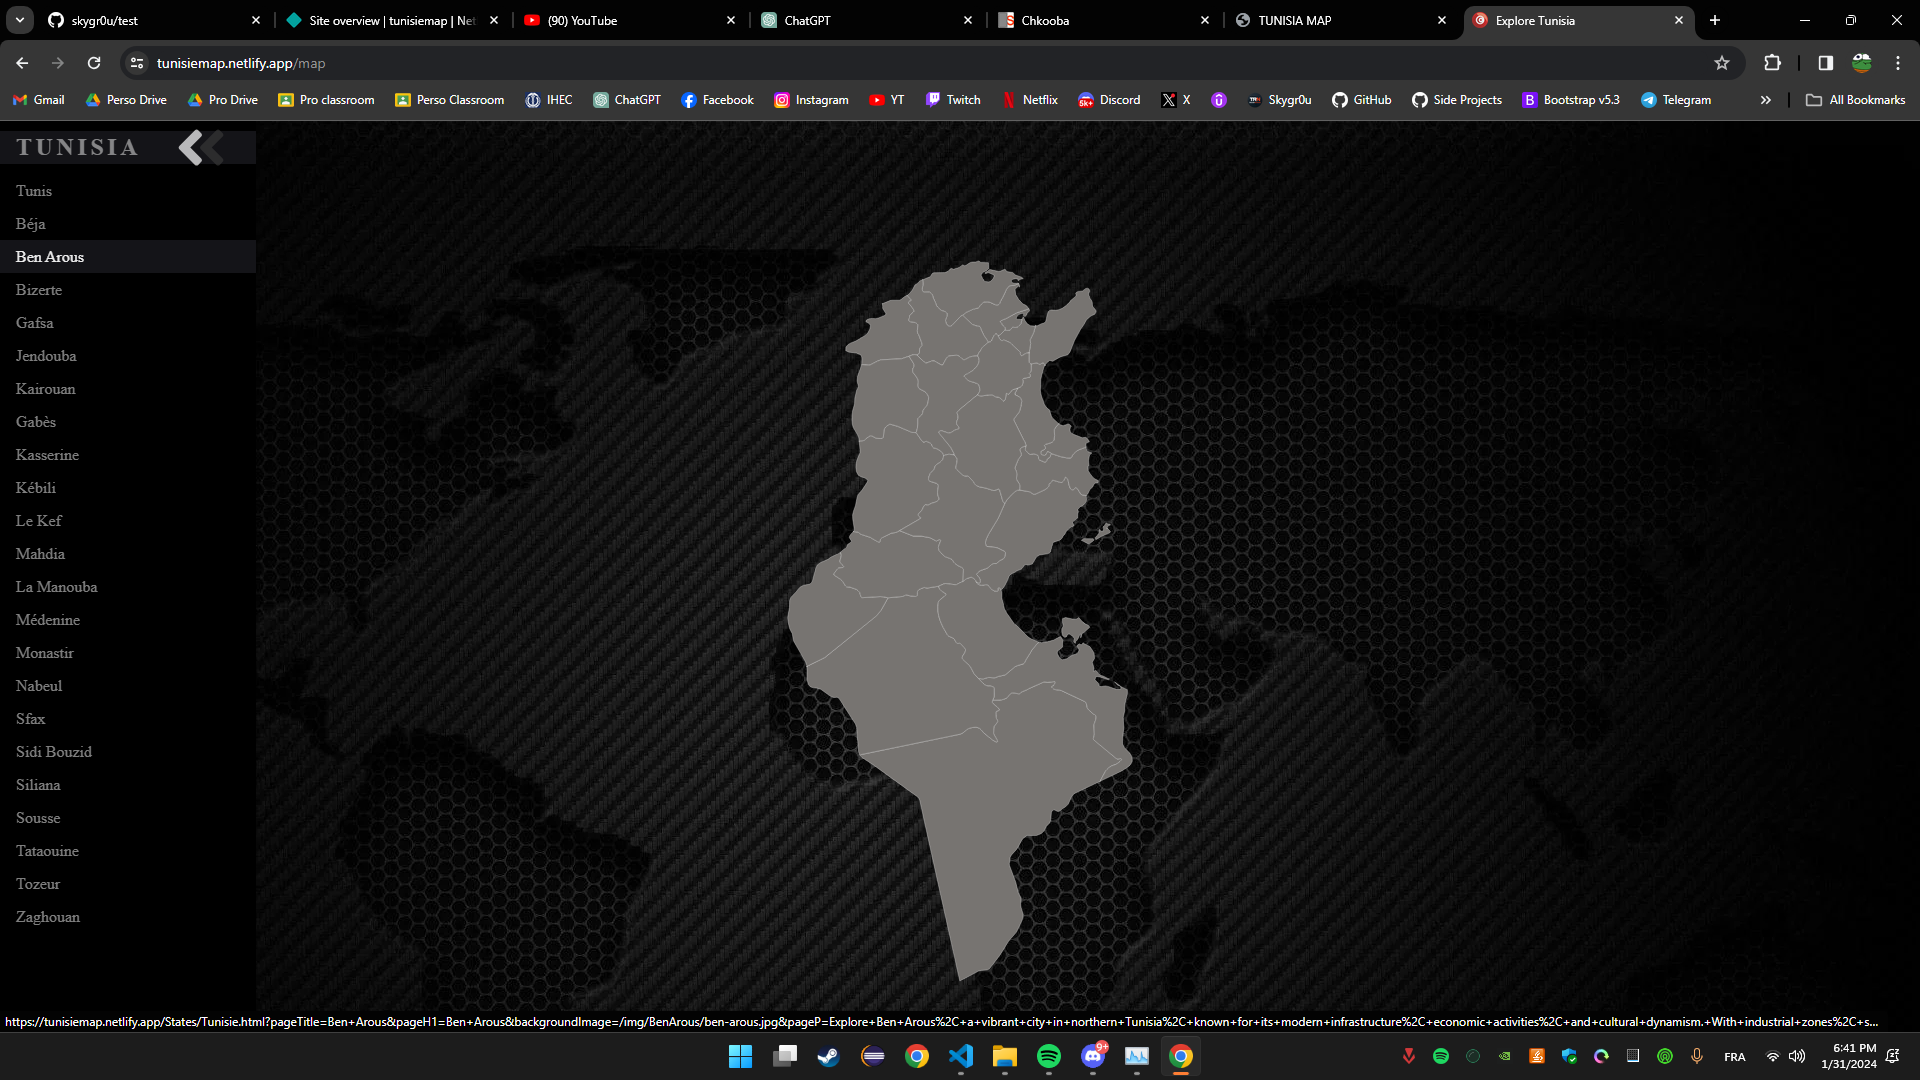 skygr0u/test
Site overview | tunisiemap | Net
(90) YouTube
ChatGPT
Chkooba
TUNISIA MAP
Explore Tunisia
tunisiemap.netlify.app/map
Gmail
Perso Drive
Pro Drive
Pro classroom
Perso Classroom
IHEC
ChatGPT
Facebook
Instagram
YT
Twitch
Netflix
5k+
Discord
X
Skygr0u
GitHub
Side Projects
B
Bootstrap v5.3
Telegram
All Bookmarks
TUNISIA
Tunis
Béja
Ben Arous
Bizerte
Gafsa
Jendouba
Kairouan
Gabès
Kasserine
Kébili
Le Kef
Mahdia
La Manouba
Médenine
Monastir
Nabeul
Sfax
Sidi Bouzid
Siliana
Sousse
Tataouine
Tozeur
Zaghouan
https://tunisiemap.netlify.app/States/Tunisie.html?pageTitle=Ben+Arous&pageH1=Ben+Arous&backgroundImage=/img/BenArous/ben-arous.jpg&pageP=Explore+Ben+Arous%2C+a+vibrant+city+in+northern+Tunisia%2C+known+for+its+modern+infrastructure%2C+economic+activities%2C+and+cultural+dynamism.+With+industrial+zones%2C+s...
9+
FRA
6:41 PM
1/31/2024